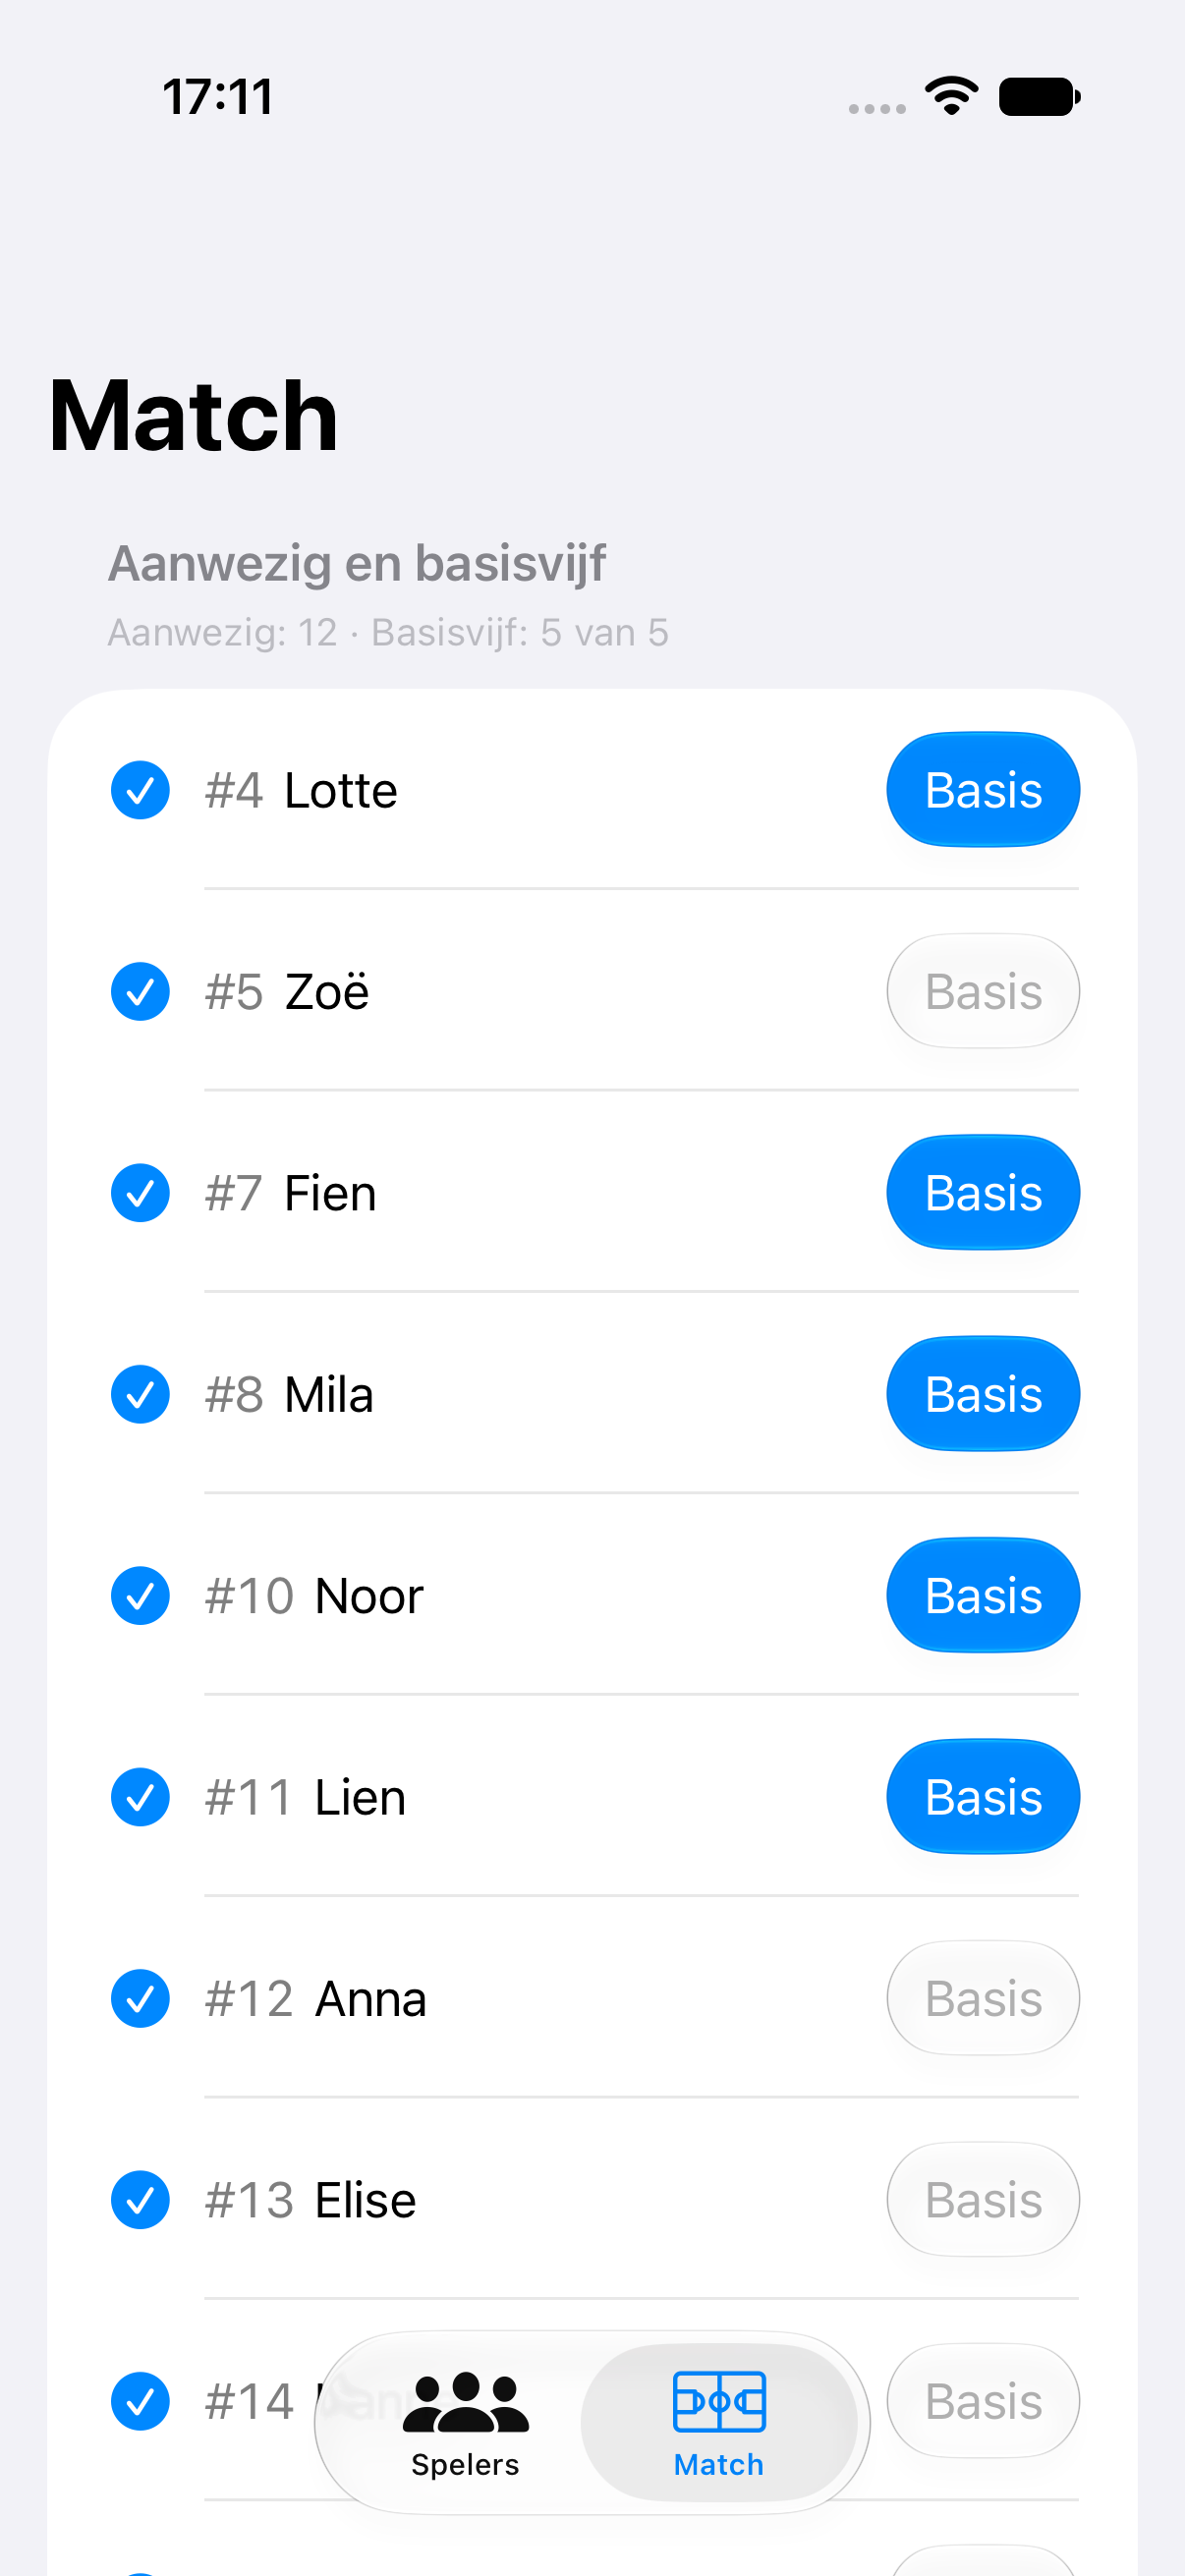 17:11
Match
Aanwezig en basisvijf
Aanwezig: 12 · Basisvijf: 5 van 5
#4 Lotte Basis
#5 Zoë Basis
#7 Fien Basis
#8 Mila Basis
#10 Noor Basis
#11 Lien Basis
#12 Anna Basis
#13 Elise Basis
#14 Basis
Spelers Match